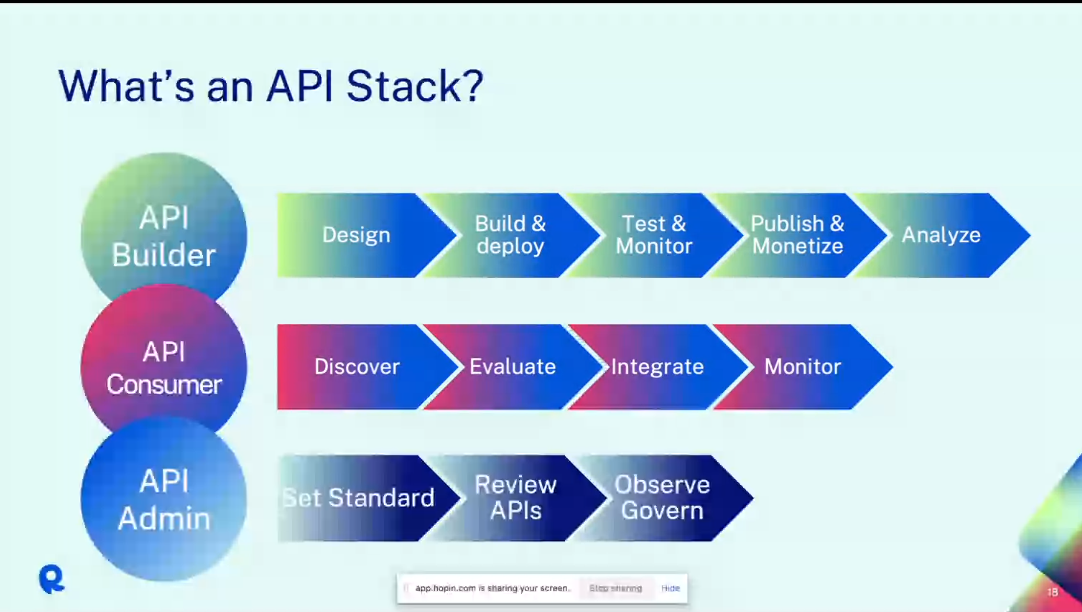 What's an API Stack?
API
Builder
Design
Build &
deploy
Test &
Monitor
Publish &
Monetize
Analyze
API
Consumer
Discover
Evaluate
Integrate
Monitor
API
Admin
Set Standard
Review
APIs
Observe
Govern
app.hopin.com is sharing your screen.
Stop sharing
Hide
18